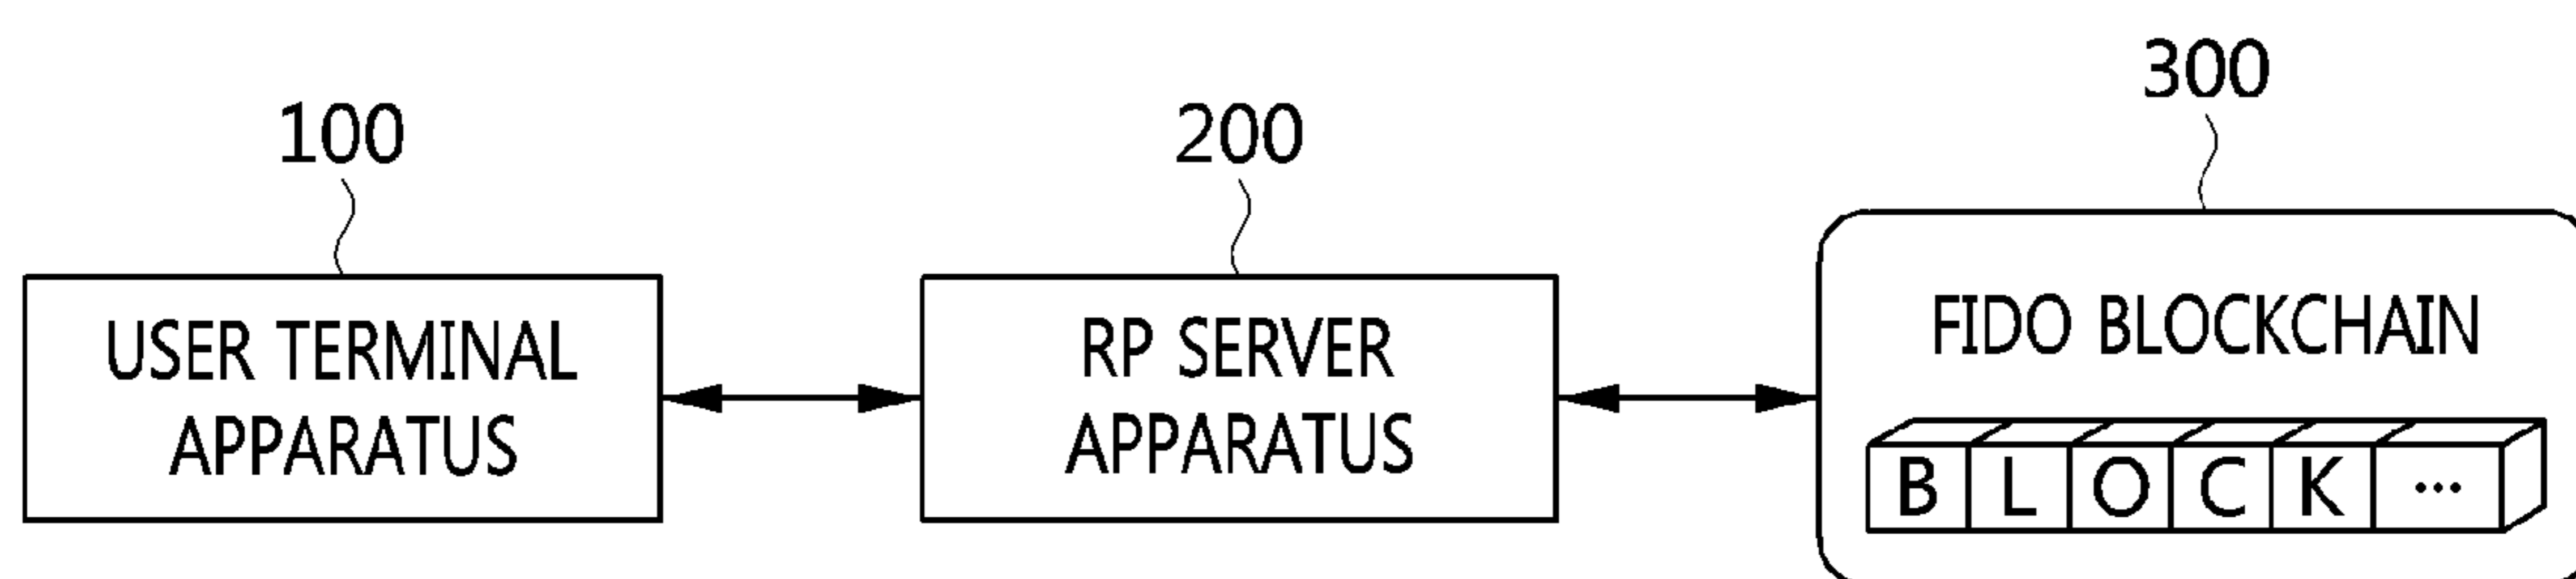 100
200
300
USER TERMINAL
APPARATUS
RP SERVER
APPARATUS
FIDO BLOCKCHAIN
B L O C K ...